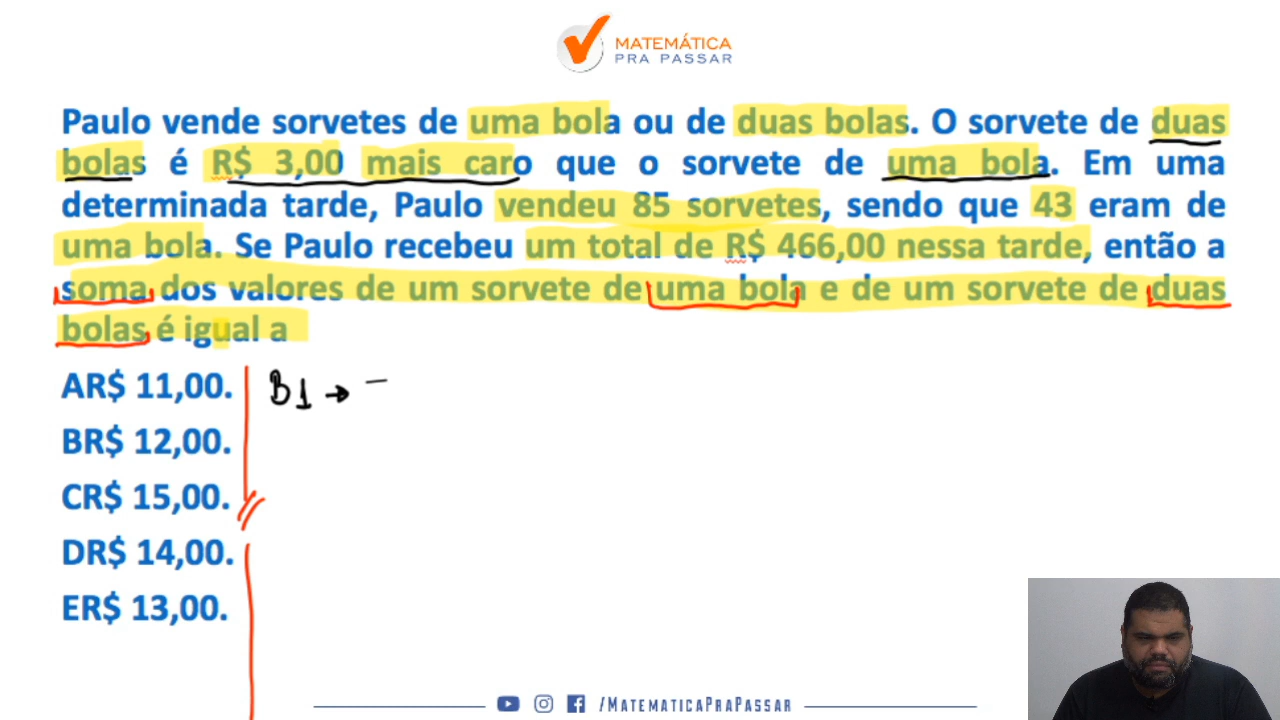 MATEMÁTICA
PRA PASSAR
Paulo vende sorvetes de uma bola ou de duas bolas. O sorvete de duas
bolas é R$ 3,00 mais caro que o sorvete de uma bola. Em uma
determinada tarde, Paulo vendeu 85 sorvetes, sendo que 43 eram de
uma bola. Se Paulo recebeu um total de R$ 466,00 nessa tarde, então a
soma dos valores de um sorvete de uma bola e de um sorvete de duas
bolas é igual a
AR$ 11,00.
B1 →
BR$ 12,00.
CR$ 15,00.
DR$ 14,00.
ER$ 13,00.
/MATEMATICAPRAPASSAR